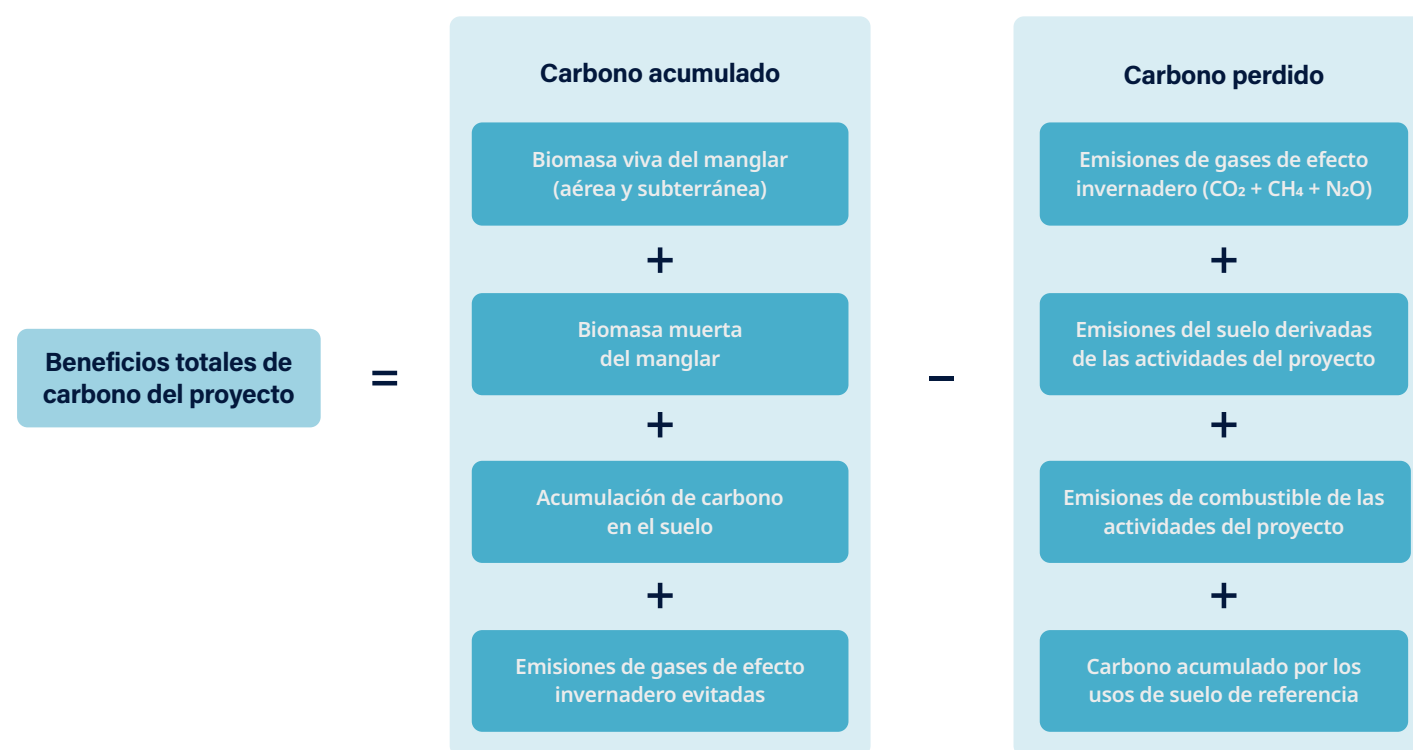 Beneficios totales de
carbono del proyecto
=
Carbono acumulado
Biomasa viva del manglar
(aérea y subterránea)
+
Biomasa muerta
del manglar
+
Acumulación de carbono
en el suelo
+
Emisiones de gases de efecto
invernadero evitadas
–
Carbono perdido
Emisiones de gases de efecto
invernadero (CO₂ + CH₄ + N₂O)
+
Emisiones del suelo derivadas
de las actividades del proyecto
+
Emisiones de combustible de las
actividades del proyecto
+
Carbono acumulado por los
usos de suelo de referencia